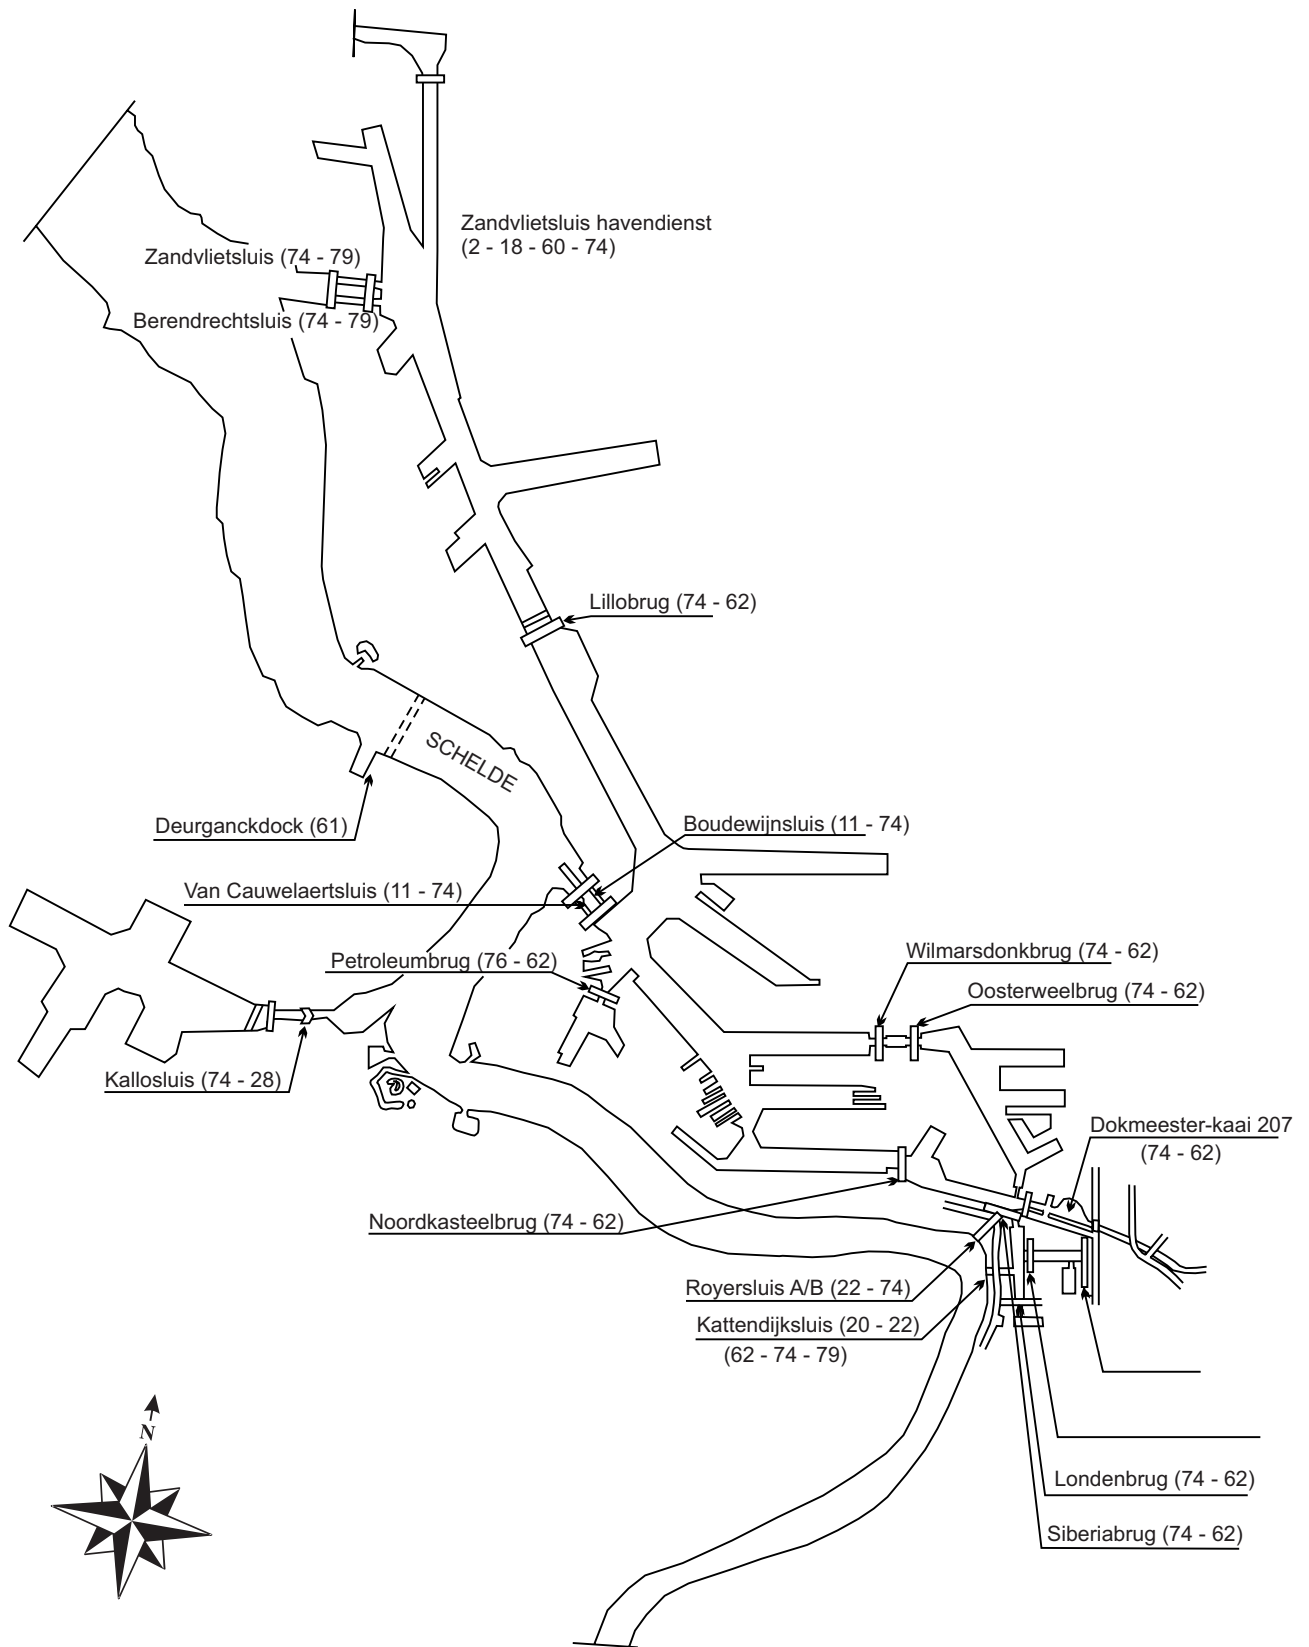 Zandvlietsluis havendienst
(2 - 18 - 60 - 74)
Zandvlietsluis (74 - 79)
Berendrechtsluis (74 - 79)
Lillobrug (74 - 62)
SCHELDE
Deurganckdock (61)
Boudewijnsluis (11 - 74)
Van Cauwelaertsluis (11 - 74)
Petroleumbrug (76 - 62)
Wilmarsdonkbrug (74 - 62)
Oosterweelbrug (74 - 62)
Kallosluis (74 - 28)
Dokmeester-kaai 207
(74 - 62)
Noordkasteelbrug (74 - 62)
Royersluis A/B (22 - 74)
Kattendijksluis (20 - 22)
(62 - 74 - 79)
N
Londenbrug (74 - 62)
Siberiabrug (74 - 62)